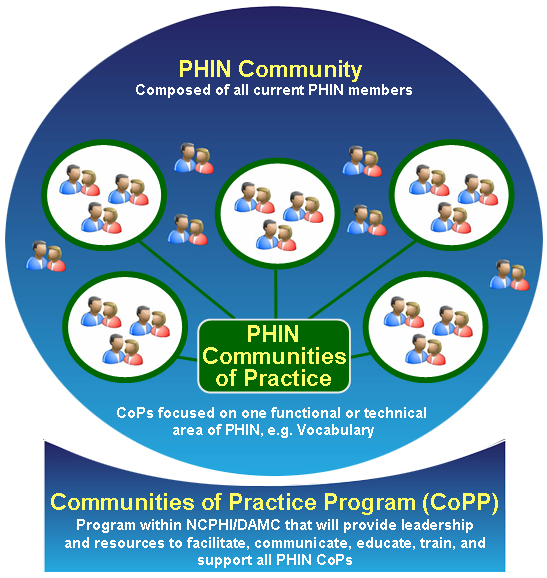 PHIN Community
Composed of all current PHIN members
PHIN
Communities
of Practice
CoPs focused on one functional or technical
area of PHIN, e.g. Vocabulary
Communities of Practice Program (CoPP)
Program within NCPHI/DAMC that will provide leadership
and resources to facilitate, communicate, educate, train, and
support all PHIN CoPs